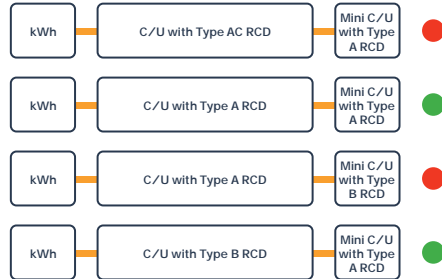 kWh
C/U with Type AC RCD
Mini C/U
with Type
A RCD
kWh
C/U with Type A RCD
Mini C/U
with Type
A RCD
kWh
C/U with Type A RCD
Mini C/U
with Type
B RCD
kWh
C/U with Type B RCD
Mini C/U
with Type
A RCD